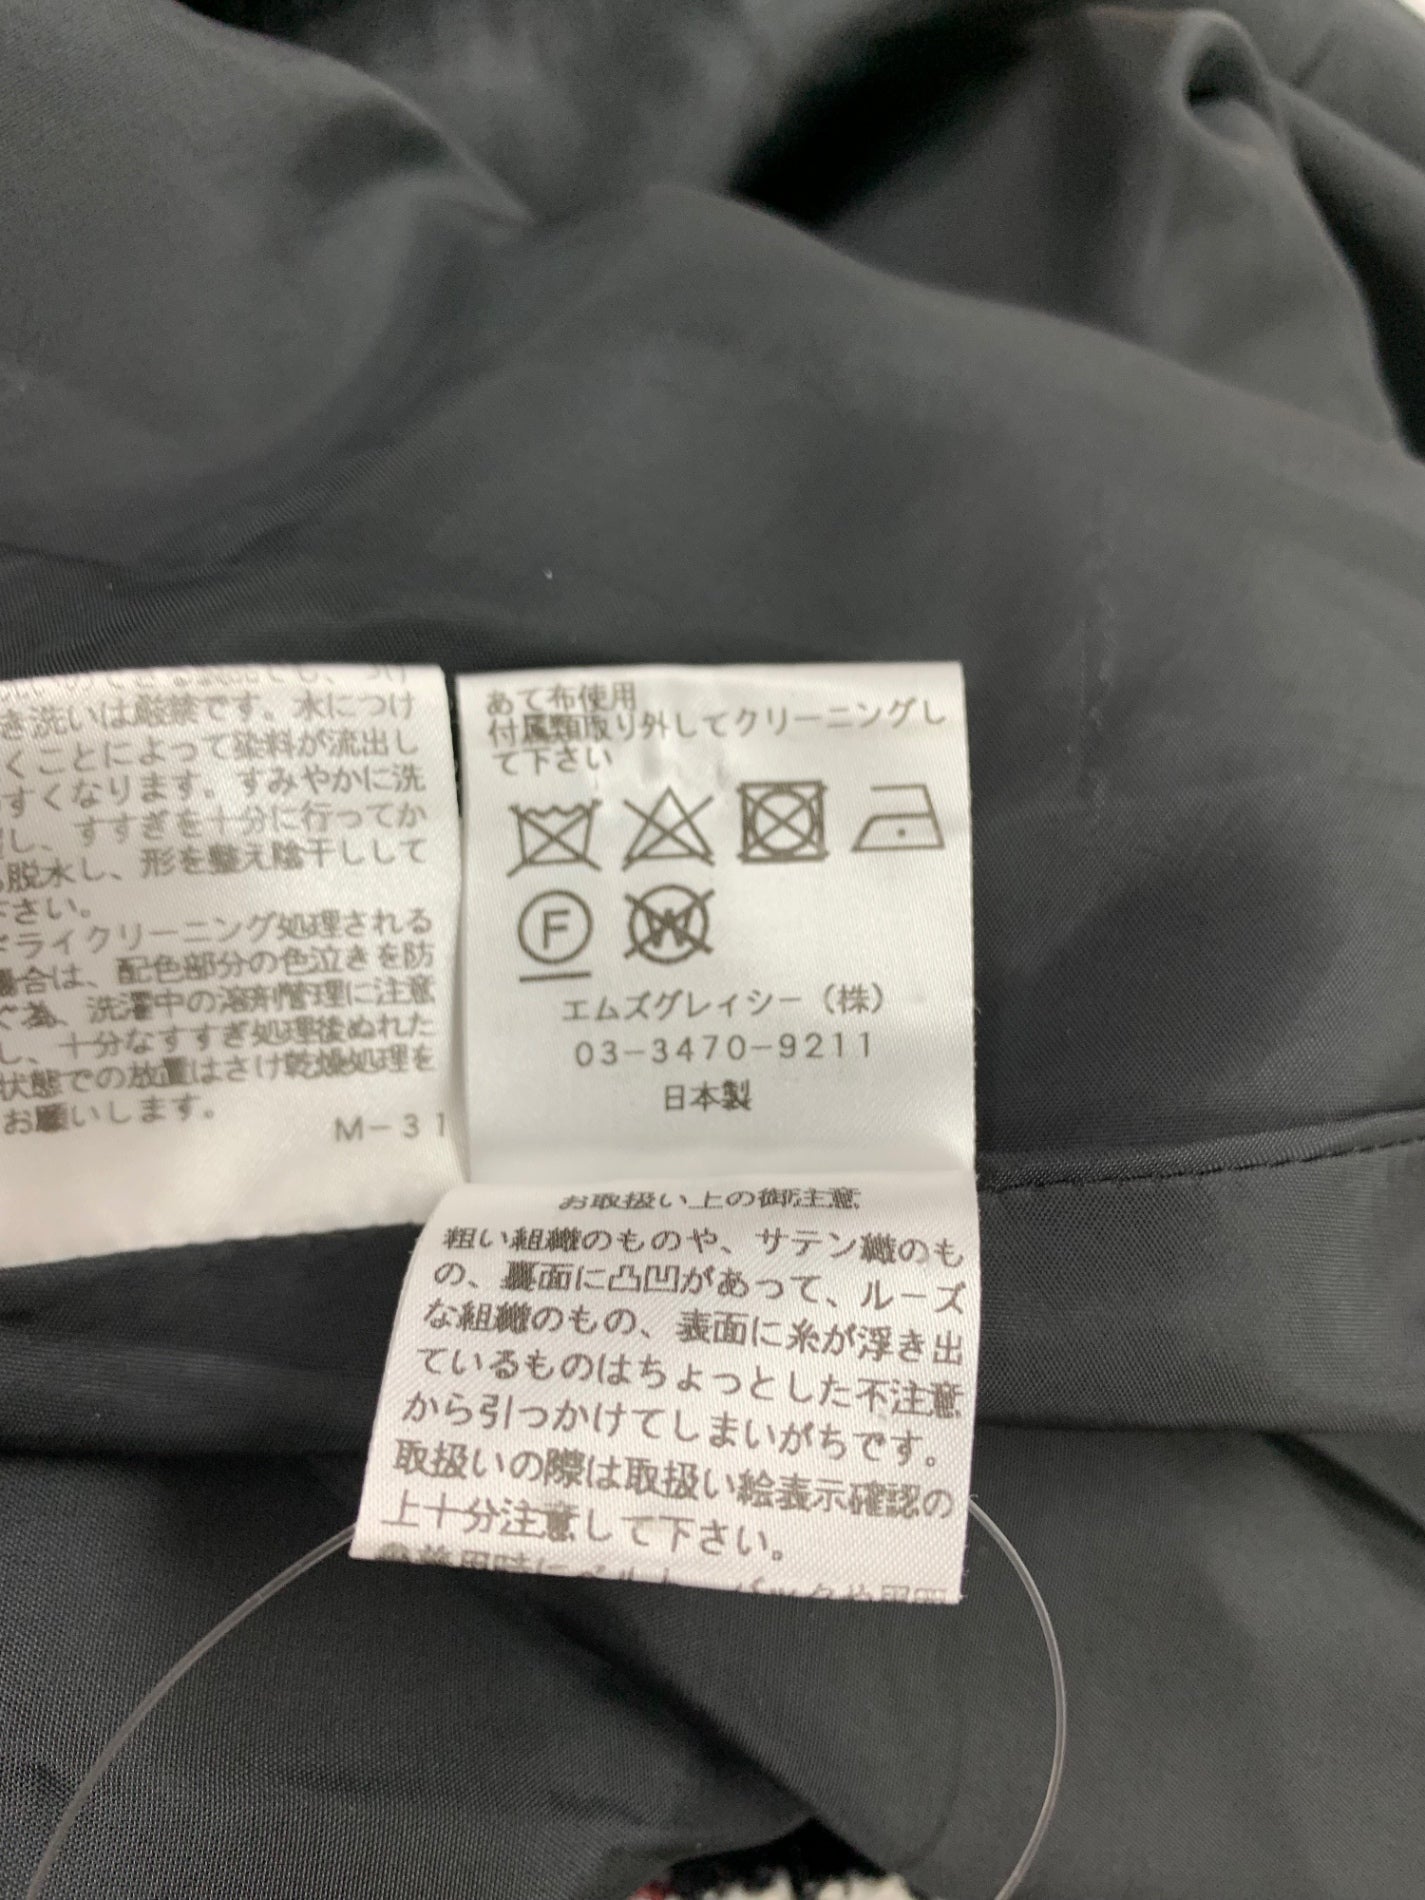 き洗いは厳禁です。水につけ
くことによって染料が流出し
すくなります。すみやかに洗
し、すすぎを十分に行ってか
脱水し、形を整え陰干しして
さい。
ドライクリーニング処理される
場合は、配色部分の色泣きを防
ぐ為、洗濯中の溶剤管理に注意
し、十分なすすぎ処理後ぬれた
状態での放置はさけ乾燥処理を
お願いします。
M-31
あて布使用
付属類取り外してクリーニングし
て下さい
F
W
エムズグレイシー(株)
03-3470-9211
日本製
お取扱い上の御注意
粗い組織のものや、サテン織のも
の、裏面に凸凹があって、ルーズ
な組織のもの、表面に糸が浮き出
ているものはちょっとした不注意
から引っかけてしまいがちです。
取扱いの際は取扱い絵表示確認の
上十分注意して下さい。